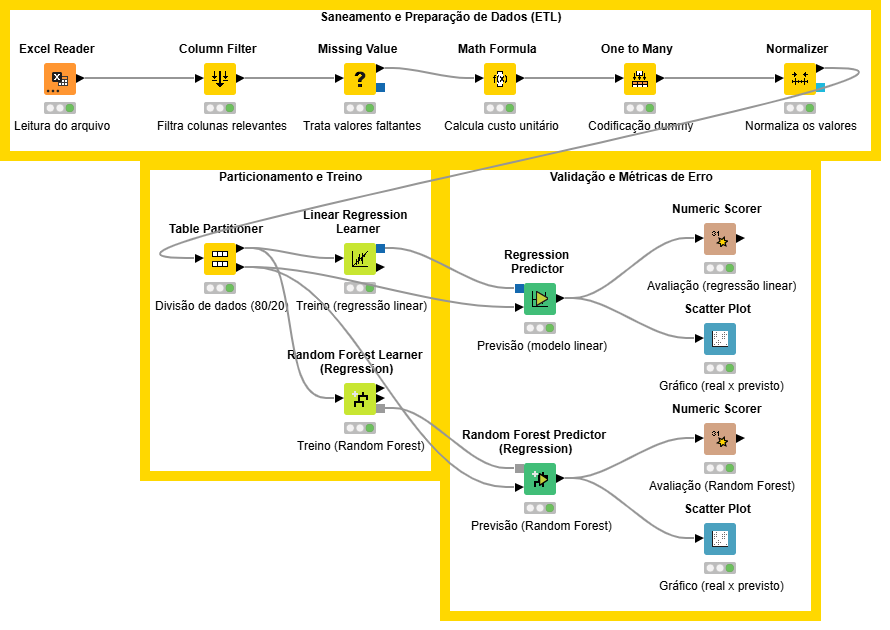 Saneamento e Preparação de Dados (ETL)
Excel Reader
Column Filter
Missing Value
Math Formula
One to Many
Normalizer
Leitura do arquivo
Filtra colunas relevantes
Trata valores faltantes
Calcula custo unitário
Codificação dummy
Normaliza os valores
Particionamento e Treino
Table Partitioner
Divisão de dados (80/20)
Linear Regression
Learner
Treino (regressão linear)
Random Forest Learner
(Regression)
Treino (Random Forest)
Validação e Métricas de Erro
Regression
Predictor
Previsão (modelo linear)
Numeric Scorer
Avaliação (regressão linear)
Scatter Plot
Gráfico (real x previsto)
Random Forest Predictor
(Regression)
Previsão (Random Forest)
Numeric Scorer
Avaliação (Random Forest)
Scatter Plot
Gráfico (real x previsto)